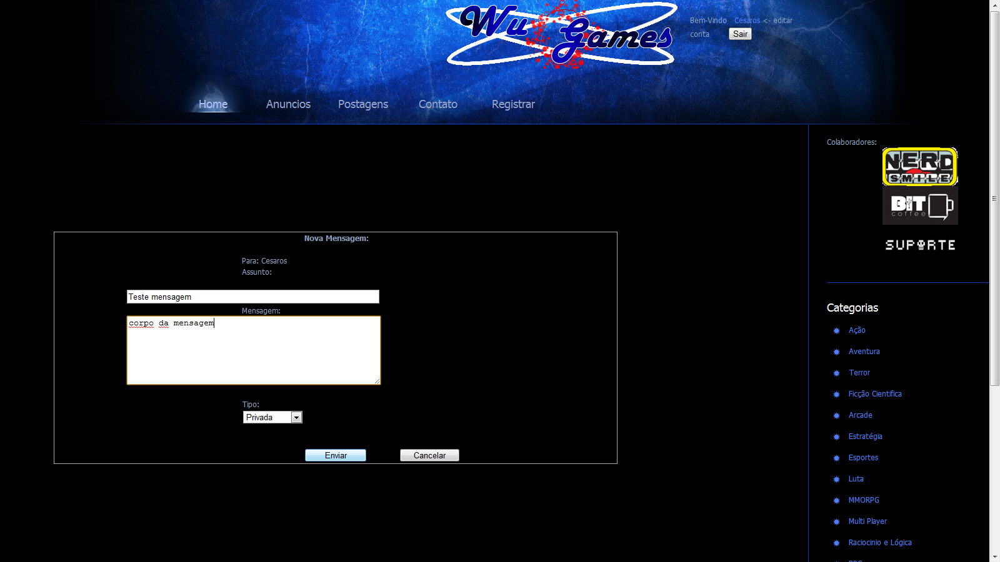 Wu Games
Bem-Vindo Cesaros <- editar
conta Sair
Home Anuncios Postagens Contato Registrar
Colaboradores:
NERD
SMILE
BIT
coffee
SUPORTE
Nova Mensagem:
Para: Cesaros
Assunto:
Teste mensagem
Mensagem:
corpo da mensagem
Tipo:
Privada
Enviar Cancelar
Categorias
Ação
Aventura
Terror
Ficção Cientifica
Arcade
Estratégia
Esportes
Luta
MMORPG
Multi Player
Raciocinio e Lógica